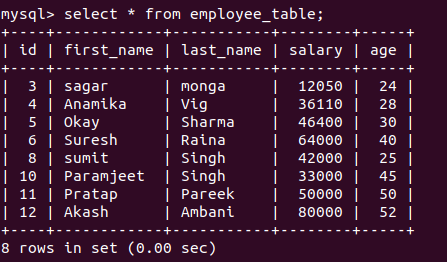 mysql> select * from employee_table;
+----+------------+-----------+--------+-----+
| id | first_name | last_name | salary | age |
+----+------------+-----------+--------+-----+
|  3 | sagar      | monga     |  12050 |  24 |
|  4 | Anamika    | Vig       |  36110 |  28 |
|  5 | Okay       | Sharma    |  46400 |  30 |
|  6 | Suresh     | Raina     |  64000 |  40 |
|  8 | sumit      | Singh     |  42000 |  25 |
| 10 | Paramjeet  | Singh     |  33000 |  45 |
| 11 | Pratap     | Pareek    |  50000 |  50 |
| 12 | Akash      | Ambani    |  80000 |  52 |
+----+------------+-----------+--------+-----+
8 rows in set (0.00 sec)